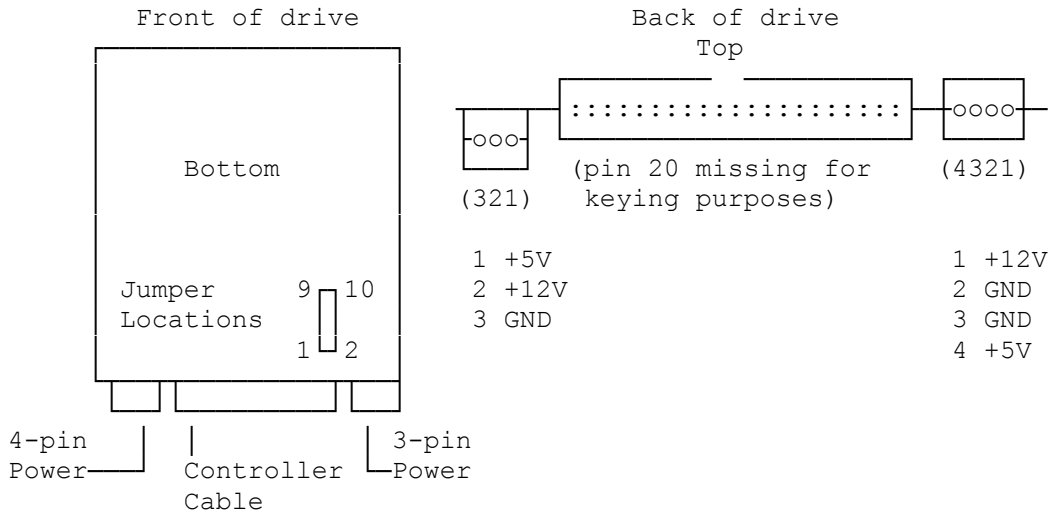 Front of drive
Back of drive
Top
:::::::::::::::::::::
oooo
ooo
Bottom
(pin 20 missing for
keying purposes)
(321)
(4321)
1 +5V
2 +12V
3 GND
1 +12V
2 GND
3 GND
4 +5V
Jumper
Locations
9 10
1 2
4-pin
Power
Controller
Cable
3-pin
Power